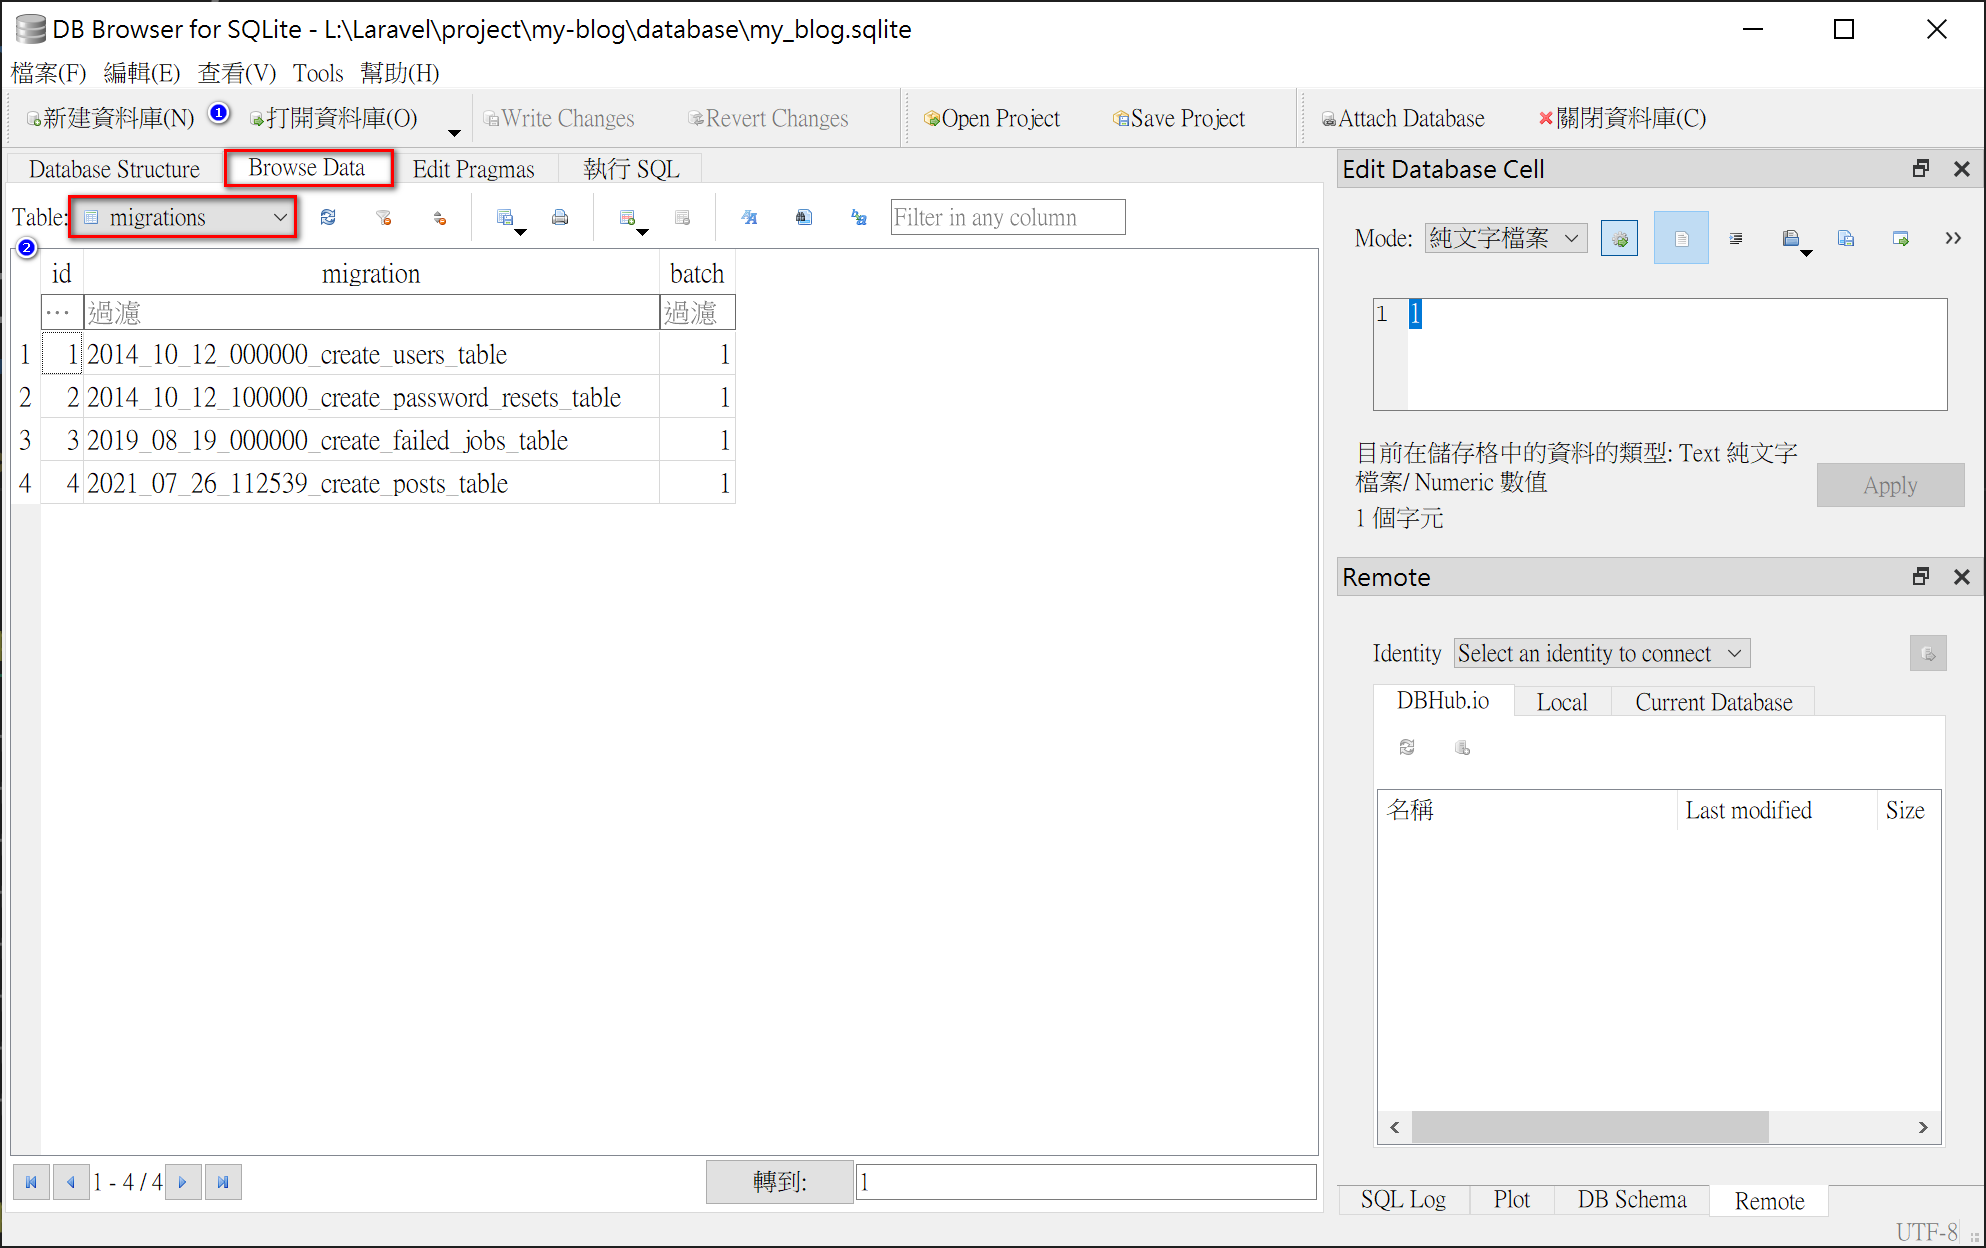 DB Browser for SQLite - L:\Laravel\project\my-blog\database\my_blog.sqlite
檔案(F) 編輯(E) 查看(V) Tools 幫助(H)
新建資料庫(N) 1 打開資料庫(O) Write Changes Revert Changes Open Project Save Project Attach Database 關閉資料庫(C)
Database Structure Browse Data Edit Pragmas 執行 SQL
Table: migrations Filter in any column
2
id migration batch
... 過濾 過濾
1 1 2014_10_12_000000_create_users_table 1
2 2 2014_10_12_100000_create_password_resets_table 1
3 3 2019_08_19_000000_create_failed_jobs_table 1
4 4 2021_07_26_112539_create_posts_table 1
1 - 4 / 4 轉到: 1
Edit Database Cell
Mode: 純文字檔案
1 1
目前在儲存格中的資料的類型: Text 純文字
檔案/ Numeric 數值
1 個字元
Apply
Remote
Identity Select an identity to connect
DBHub.io Local Current Database
名稱 Last modified Size
SQL Log Plot DB Schema Remote
UTF-8